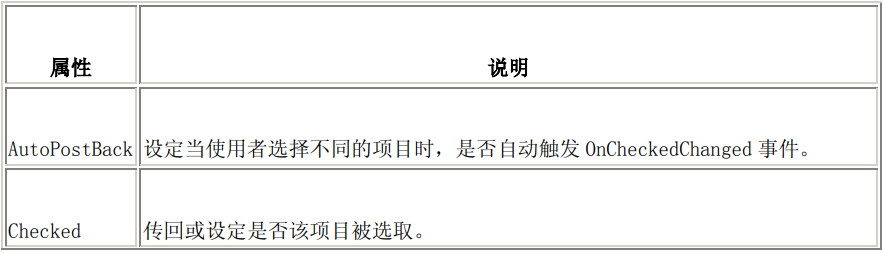 属性 说明
AutoPostBack 设定当使用者选择不同的项目时，是否自动触发 OnCheckedChanged 事件。
Checked 传回或设定是否该项目被选取。